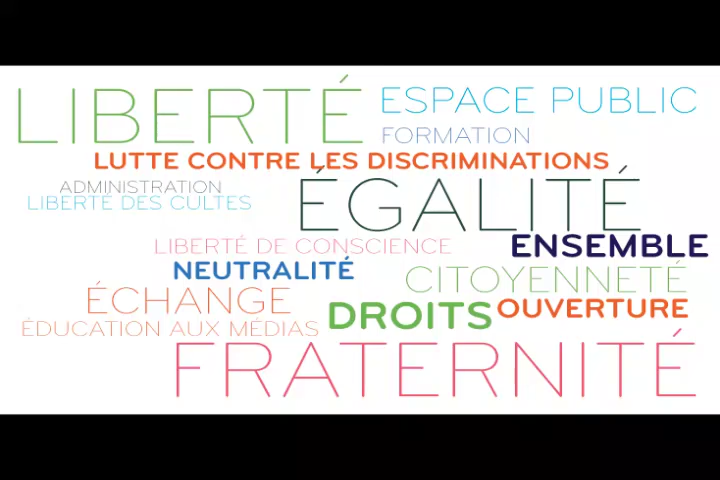 LIBERTÉ
ESPACE PUBLIC
FORMATION
LUTTE CONTRE LES DISCRIMINATIONS
ADMINISTRATION
LIBERTÉ DES CULTES
ÉGALITÉ
LIBERTÉ DE CONSCIENCE
ENSEMBLE
NEUTRALITÉ
CITOYENNETÉ
ÉCHANGE
DROITS
OUVERTURE
ÉDUCATION AUX MÉDIAS
FRATERNITÉ